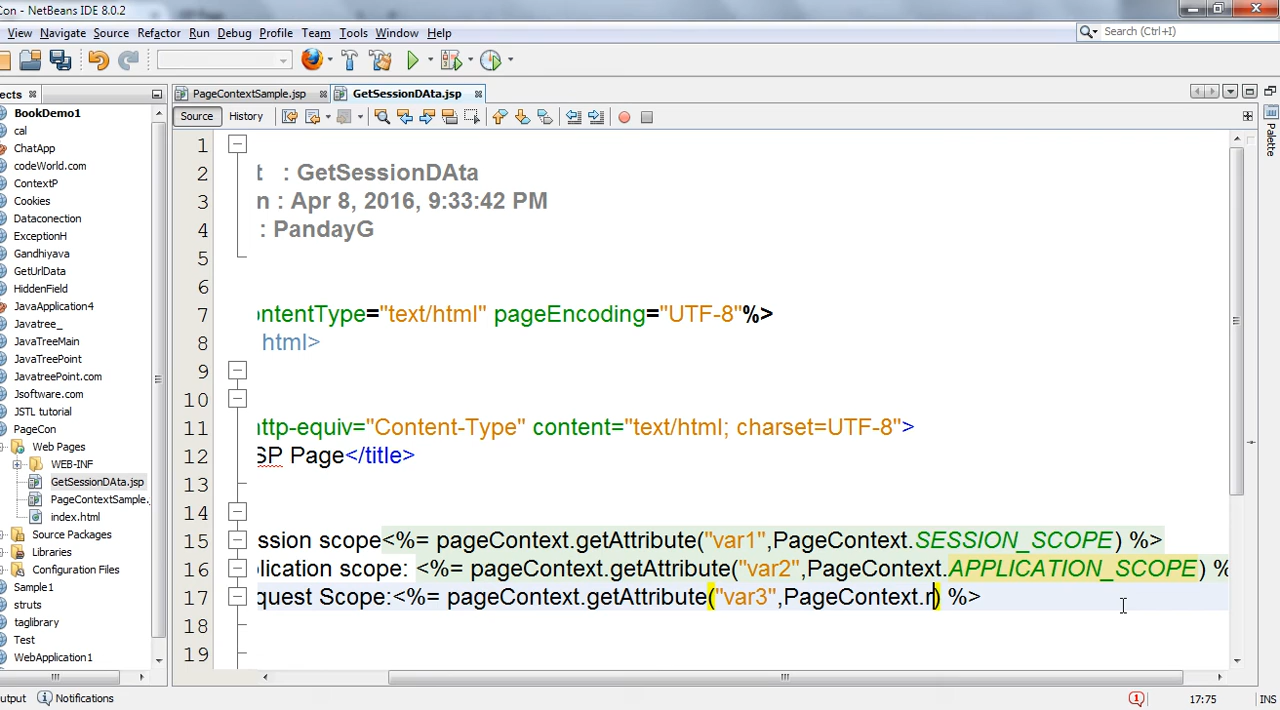 Con - NetBeans IDE 8.0.2
View Navigate Source Refactor Run Debug Profile Team Tools Window Help
Search (Ctrl+I)
ects
PageContextSample.jsp
GetSessionDAta.jsp
Source History
BookDemo1
cal
ChatApp
codeWorld.com
ContextP
Cookies
Dataconection
ExceptionH
Gandhiyava
GetUrlData
HiddenField
JavaApplication4
Javatree_
JavaTreeMain
JavaTreePoint
JavatreePoint.com
Jsoftware.com
JSTL tutorial
PageCon
Web Pages
WEB-INF
GetSessionDAta.jsp
PageContextSample.
index.html
Source Packages
Libraries
Configuration Files
Sample1
struts
taglibrary
Test
WebApplication1
Palette
1
2 t : GetSessionDAta
3 n : Apr 8, 2016, 9:33:42 PM
4 : PandayG
5
6
7 ontentType="text/html" pageEncoding="UTF-8"%>
8 html>
9
10
11 http-equiv="Content-Type" content="text/html; charset=UTF-8">
12 SP Page</title>
13
14
15 ssion scope<%= pageContext.getAttribute("var1",PageContext.SESSION_SCOPE) %>
16 lication scope: <%= pageContext.getAttribute("var2",PageContext.APPLICATION_SCOPE) %
17 quest Scope:<%= pageContext.getAttribute("var3",PageContext.r) %>
18
19
utput Notifications
1
17:75
INS